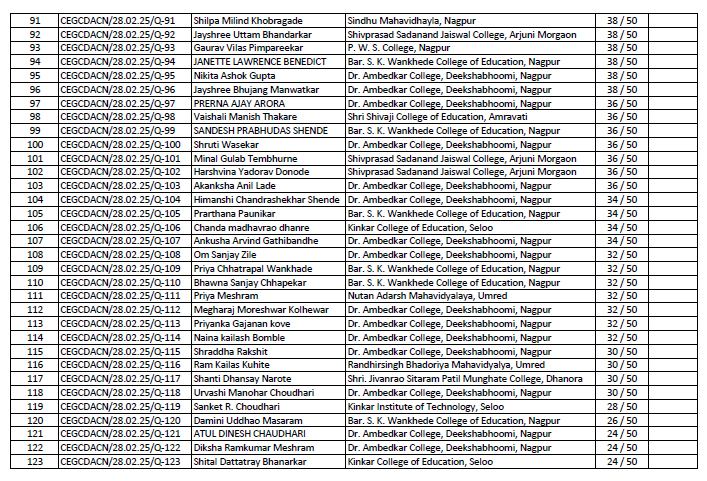 91 CEGCDACN/28.02.25/Q-91 Shilpa Milind Khobragade Sindhu Mahavidhayla, Nagpur 38 / 50
92 CEGCDACN/28.02.25/Q-92 Jayshree Uttam Bhandarkar Shivprasad Sadanand Jaiswal College, Arjuni Morgaon 38 / 50
93 CEGCDACN/28.02.25/Q-93 Gaurav Vilas Pimpareekar P. W. S. College, Nagpur 38 / 50
94 CEGCDACN/28.02.25/Q-94 JANETTE LAWRENCE BENEDICT Bar. S. K. Wankhede College of Education, Nagpur 38 / 50
95 CEGCDACN/28.02.25/Q-95 Nikita Ashok Gupta Dr. Ambedkar College, Deekshabhoomi, Nagpur 38 / 50
96 CEGCDACN/28.02.25/Q-96 Jayshree Bhujang Manwatkar Dr. Ambedkar College, Deekshabhoomi, Nagpur 38 / 50
97 CEGCDACN/28.02.25/Q-97 PRERNA AJAY ARORA Dr. Ambedkar College, Deekshabhoomi, Nagpur 36 / 50
98 CEGCDACN/28.02.25/Q-98 Vaishali Manish Thakare Shri Shivaji College of Education, Amravati 36 / 50
99 CEGCDACN/28.02.25/Q-99 SANDESH PRABHUDAS SHENDE Bar. S. K. Wankhede College of Education, Nagpur 36 / 50
100 CEGCDACN/28.02.25/Q-100 Shruti Wasekar Dr. Ambedkar College, Deekshabhoomi, Nagpur 36 / 50
101 CEGCDACN/28.02.25/Q-101 Minal Gulab Tembhurne Shivprasad Sadanand Jaiswal College, Arjuni Morgaon 36 / 50
102 CEGCDACN/28.02.25/Q-102 Harshvina Yadorav Donode Shivprasad Sadanand Jaiswal College, Arjuni Morgaon 36 / 50
103 CEGCDACN/28.02.25/Q-103 Akanksha Anil Lade Dr. Ambedkar College, Deekshabhoomi, Nagpur 36 / 50
104 CEGCDACN/28.02.25/Q-104 Himanshi Chandrashekhar Shende Dr. Ambedkar College, Deekshabhoomi, Nagpur 34 / 50
105 CEGCDACN/28.02.25/Q-105 Prarthana Paunikar Bar. S. K. Wankhede College of Education, Nagpur 34 / 50
106 CEGCDACN/28.02.25/Q-106 Chanda madhavrao dhanre Kinkar College of Education, Seloo 34 / 50
107 CEGCDACN/28.02.25/Q-107 Ankusha Arvind Gathibandhe Dr. Ambedkar College, Deekshabhoomi, Nagpur 34 / 50
108 CEGCDACN/28.02.25/Q-108 Om Sanjay Zile Dr. Ambedkar College, Deekshabhoomi, Nagpur 32 / 50
109 CEGCDACN/28.02.25/Q-109 Priya Chhatrapal Wankhade Bar. S. K. Wankhede College of Education, Nagpur 32 / 50
110 CEGCDACN/28.02.25/Q-110 Bhawna Sanjay Chhapekar Bar. S. K. Wankhede College of Education, Nagpur 32 / 50
111 CEGCDACN/28.02.25/Q-111 Priya Meshram Nutan Adarsh Mahavidyalaya, Umred 32 / 50
112 CEGCDACN/28.02.25/Q-112 Megharaj Moreshwar Kolhewar Dr. Ambedkar College, Deekshabhoomi, Nagpur 32 / 50
113 CEGCDACN/28.02.25/Q-113 Priyanka Gajanan kove Dr. Ambedkar College, Deekshabhoomi, Nagpur 32 / 50
114 CEGCDACN/28.02.25/Q-114 Naina kailash Bomble Dr. Ambedkar College, Deekshabhoomi, Nagpur 32 / 50
115 CEGCDACN/28.02.25/Q-115 Shraddha Rakshit Dr. Ambedkar College, Deekshabhoomi, Nagpur 30 / 50
116 CEGCDACN/28.02.25/Q-116 Ram Kailas Kuhite Randhirsingh Bhadoriya Mahavidyalya, Umred 30 / 50
117 CEGCDACN/28.02.25/Q-117 Shanti Dhansay Narote Shri. Jivanrao Sitaram Patil Munghate College, Dhanora 30 / 50
118 CEGCDACN/28.02.25/Q-118 Urvashi Manohar Choudhari Dr. Ambedkar College, Deekshabhoomi, Nagpur 30 / 50
119 CEGCDACN/28.02.25/Q-119 Sanket R. Choudhari Kinkar Institute of Technology, Seloo 28 / 50
120 CEGCDACN/28.02.25/Q-120 Damini Uddhao Masaram Bar. S. K. Wankhede College of Education, Nagpur 26 / 50
121 CEGCDACN/28.02.25/Q-121 ATUL DINESH CHAUDHARI Dr. Ambedkar College, Deekshabhoomi, Nagpur 24 / 50
122 CEGCDACN/28.02.25/Q-122 Diksha Ramkumar Meshram Dr. Ambedkar College, Deekshabhoomi, Nagpur 24 / 50
123 CEGCDACN/28.02.25/Q-123 Shital Dattatray Bhanarkar Kinkar College of Education, Seloo 24 / 50